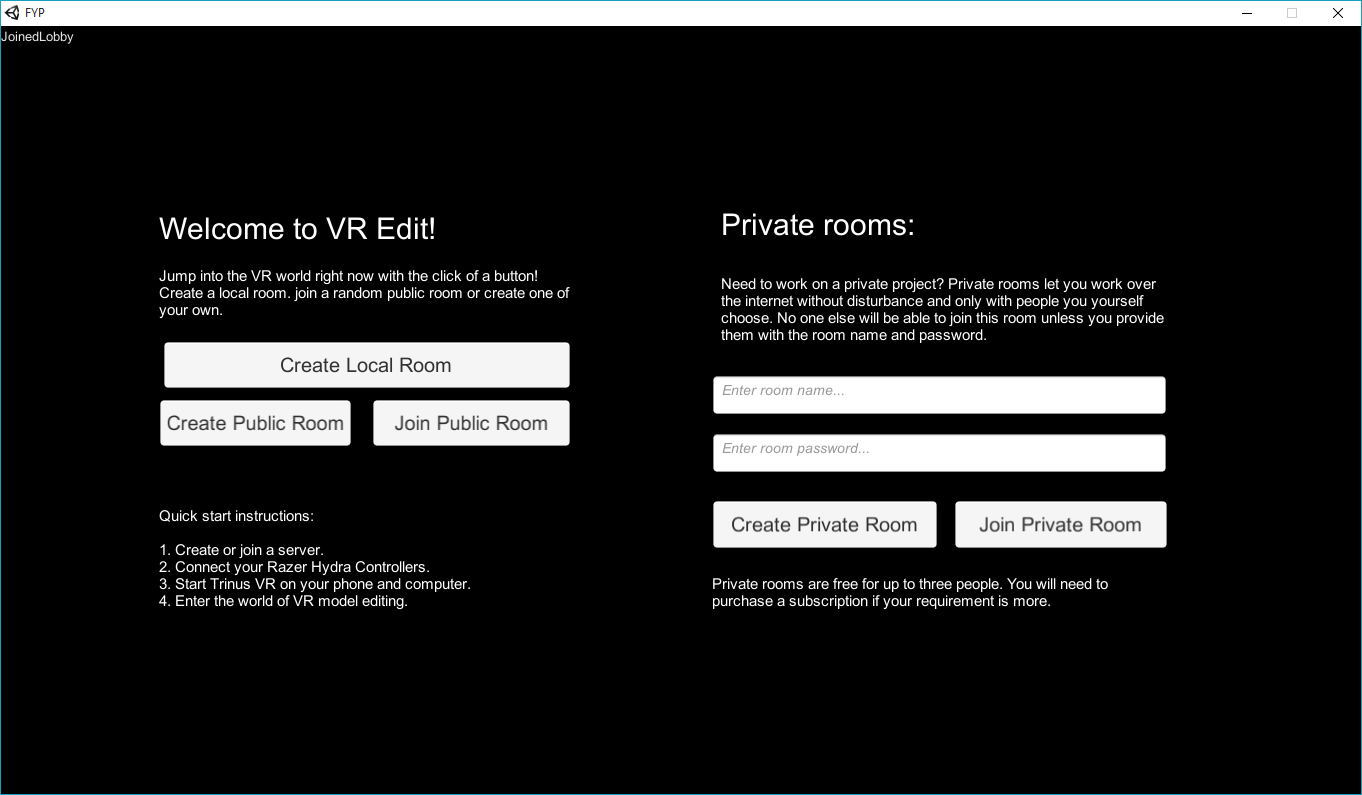 FYP
JoinedLobby
Welcome to VR Edit!
Jump into the VR world right now with the click of a button!
Create a local room. join a random public room or create one of
your own.
Create Local Room
Create Public Room
Join Public Room
Quick start instructions:
1. Create or join a server.
2. Connect your Razer Hydra Controllers.
3. Start Trinus VR on your phone and computer.
4. Enter the world of VR model editing.
Private rooms:
Need to work on a private project? Private rooms let you work over
the internet without disturbance and only with people you yourself
choose. No one else will be able to join this room unless you provide
them with the room name and password.
Enter room name...
Enter room password...
Create Private Room
Join Private Room
Private rooms are free for up to three people. You will need to
purchase a subscription if your requirement is more.